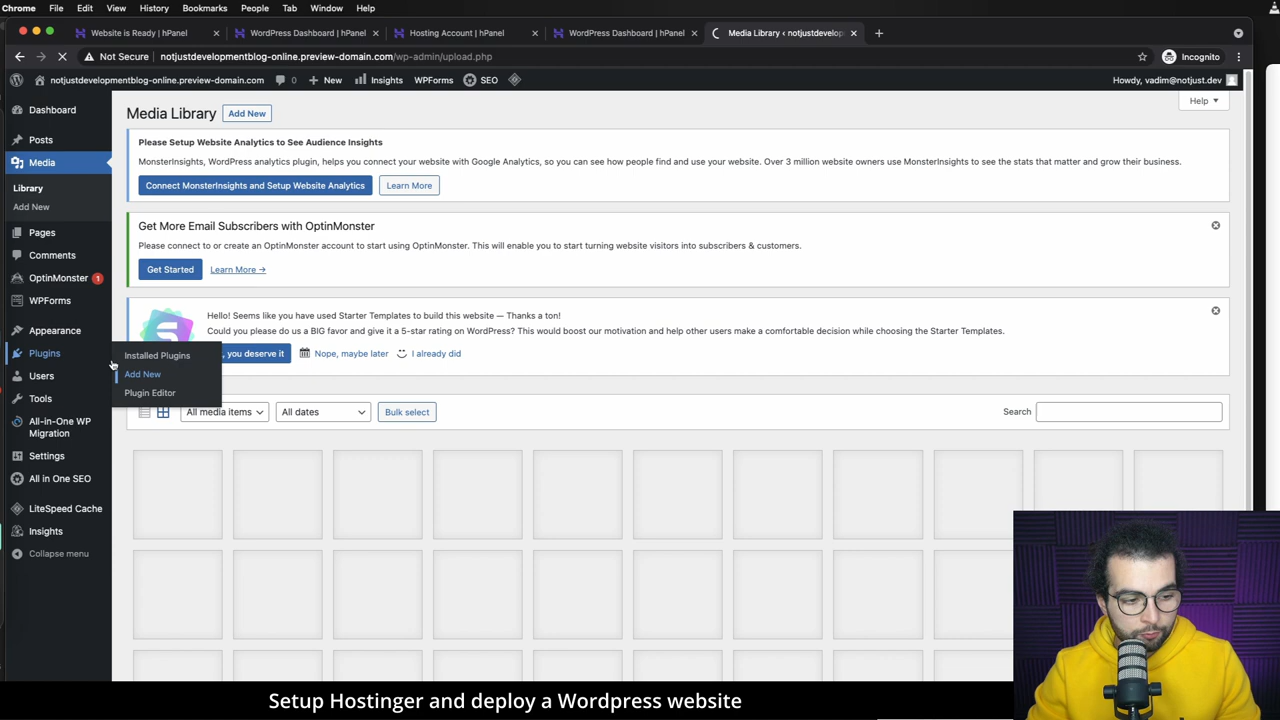 Chrome File Edit View History Bookmarks People Tab Window Help
Website is Ready | hPanel
WordPress Dashboard | hPanel
Hosting Account | hPanel
WordPress Dashboard | hPanel
Media Library ‹ notjustdevelopm
Not Secure notjustdevelopmentblog-online.preview-domain.com/wp-admin/upload.php
Incognito
notjustdevelopmentblog-online.preview-domain.com 0 New Insights WPForms SEO
Howdy, vadim@notjust.dev
Dashboard
Posts
Media
Library
Add New
Pages
Comments
OptinMonster 1
WPForms
Appearance
Plugins
Users
Tools
All-in-One WP
Migration
Settings
All in One SEO
LiteSpeed Cache
Insights
Collapse menu
Installed Plugins
Add New
Plugin Editor
Media Library Add New
Help
Please Setup Website Analytics to See Audience Insights
MonsterInsights, WordPress analytics plugin, helps you connect your website with Google Analytics, so you can see how people find and use your website. Over 3 million website owners use MonsterInsights to see the stats that matter and grow their business.
Connect MonsterInsights and Setup Website Analytics Learn More
Get More Email Subscribers with OptinMonster
Please connect to or create an OptinMonster account to start using OptinMonster. This will enable you to start turning website visitors into subscribers & customers.
Get Started Learn More →
Hello! Seems like you have used Starter Templates to build this website — Thanks a ton!
Could you please do us a BIG favor and give it a 5-star rating on WordPress? This would boost our motivation and help other users make a comfortable decision while choosing the Starter Templates.
, you deserve it Nope, maybe later I already did
All media items All dates Bulk select Search
Setup Hostinger and deploy a Wordpress website